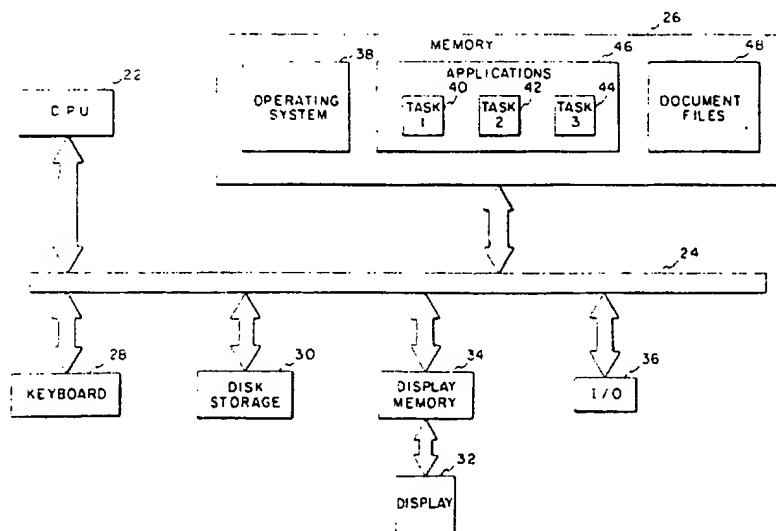 26
MEMORY
38
46
48
22
APPLICATIONS
CPU
OPERATING
SYSTEM
TASK
1
40
TASK
2
42
TASK
3
44
DOCUMENT
FILES
24
28
KEYBOARD
30
DISK
STORAGE
34
DISPLAY
MEMORY
36
I/O
32
DISPLAY